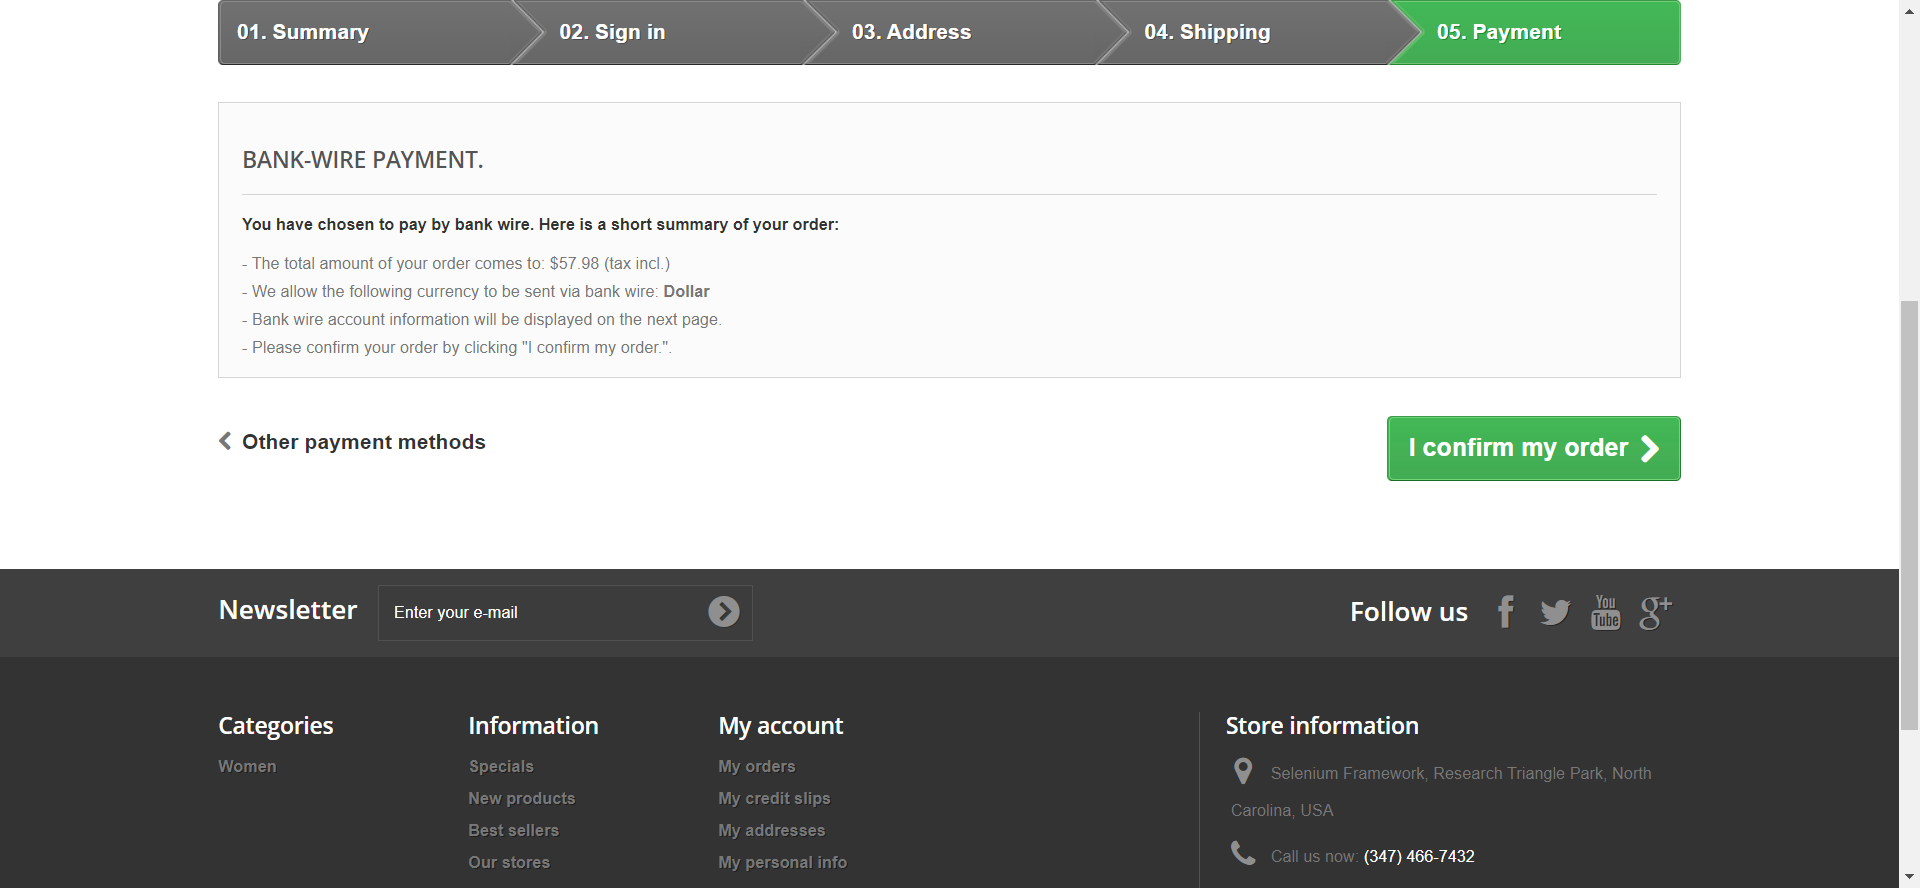 01. Summary
02. Sign in
03. Address
04. Shipping
05. Payment
BANK-WIRE PAYMENT.
You have chosen to pay by bank wire. Here is a short summary of your order:
- The total amount of your order comes to: $57.98 (tax incl.)
- We allow the following currency to be sent via bank wire: Dollar
- Bank wire account information will be displayed on the next page.
- Please confirm your order by clicking "I confirm my order.".
Other payment methods
I confirm my order
Newsletter
Enter your e-mail
Follow us
You
Tube
g+
Categories
Women
Information
Specials
New products
Best sellers
Our stores
My account
My orders
My credit slips
My addresses
My personal info
Store information
Selenium Framework, Research Triangle Park, North
Carolina, USA
Call us now: (347) 466-7432